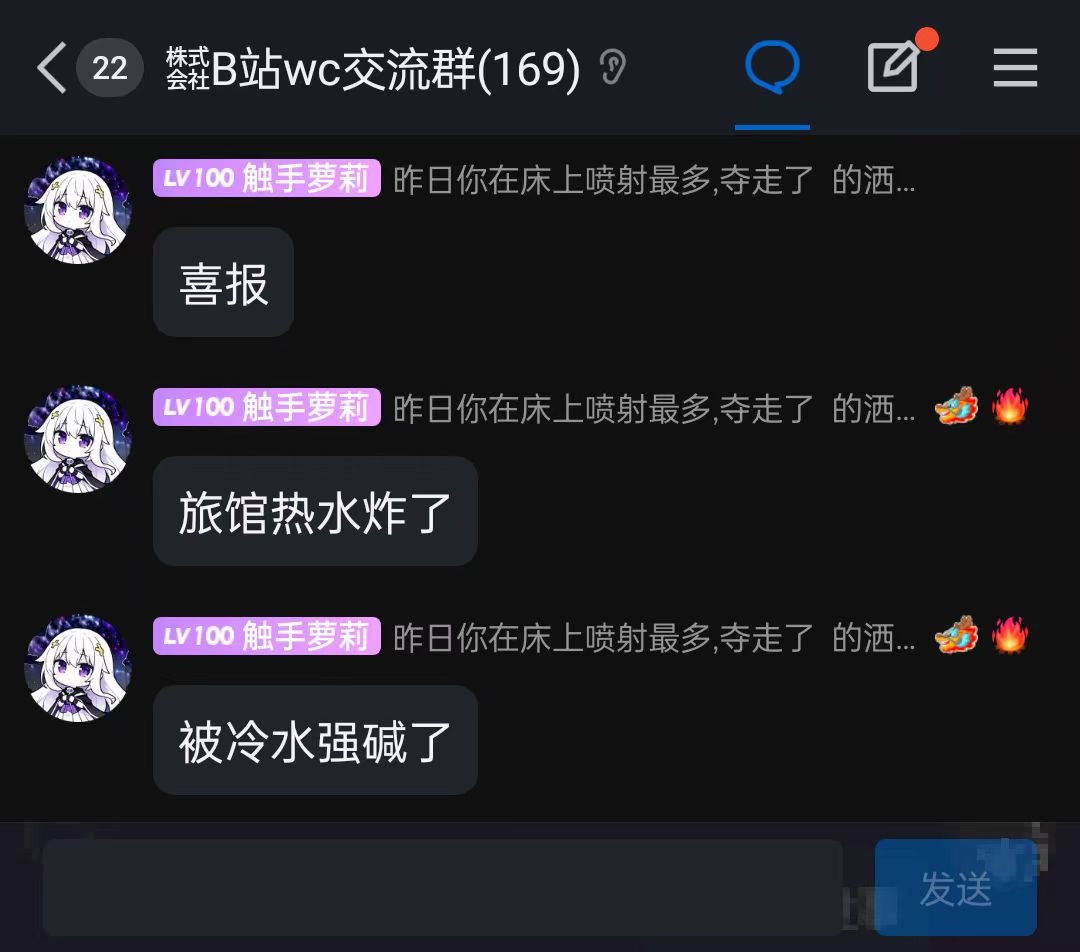 22
株式会社B站wc交流群(169)
LV100 触手萝莉 昨日你在床上喷射最多,夺走了 的洒...
喜报
LV100 触手萝莉 昨日你在床上喷射最多,夺走了 的洒...
旅馆热水炸了
LV100 触手萝莉 昨日你在床上喷射最多,夺走了 的洒...
被冷水强碱了
发送